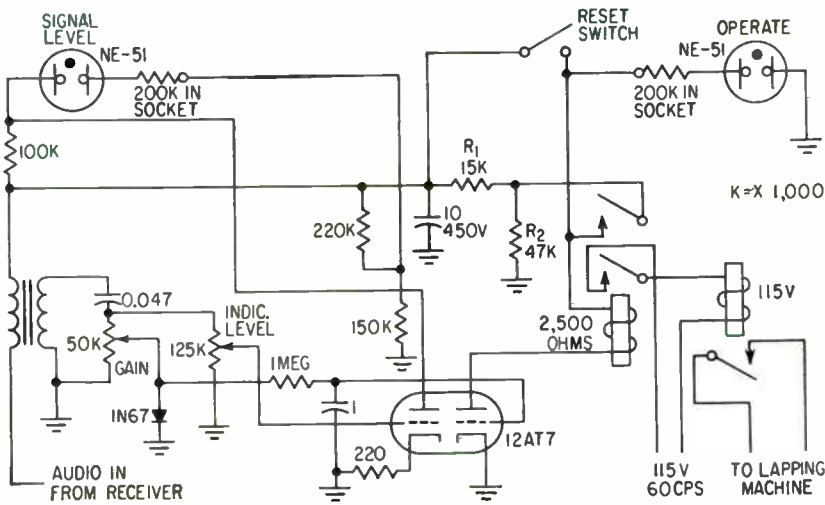 SIGNAL
LEVEL
NE-51
200K IN
SOCKET
RESET
SWITCH
OPERATE
NE-51
200K IN
SOCKET
100K
R1
15K
K=X 1,000
220K
10
450V
R2
47K
0.047
INDIC.
LEVEL
50K
GAIN
125K
150K
2,500
OHMS
115V
1MEG
1N67
1
12AT7
220
AUDIO IN
FROM RECEIVER
115V
60CPS
TO LAPPING
MACHINE